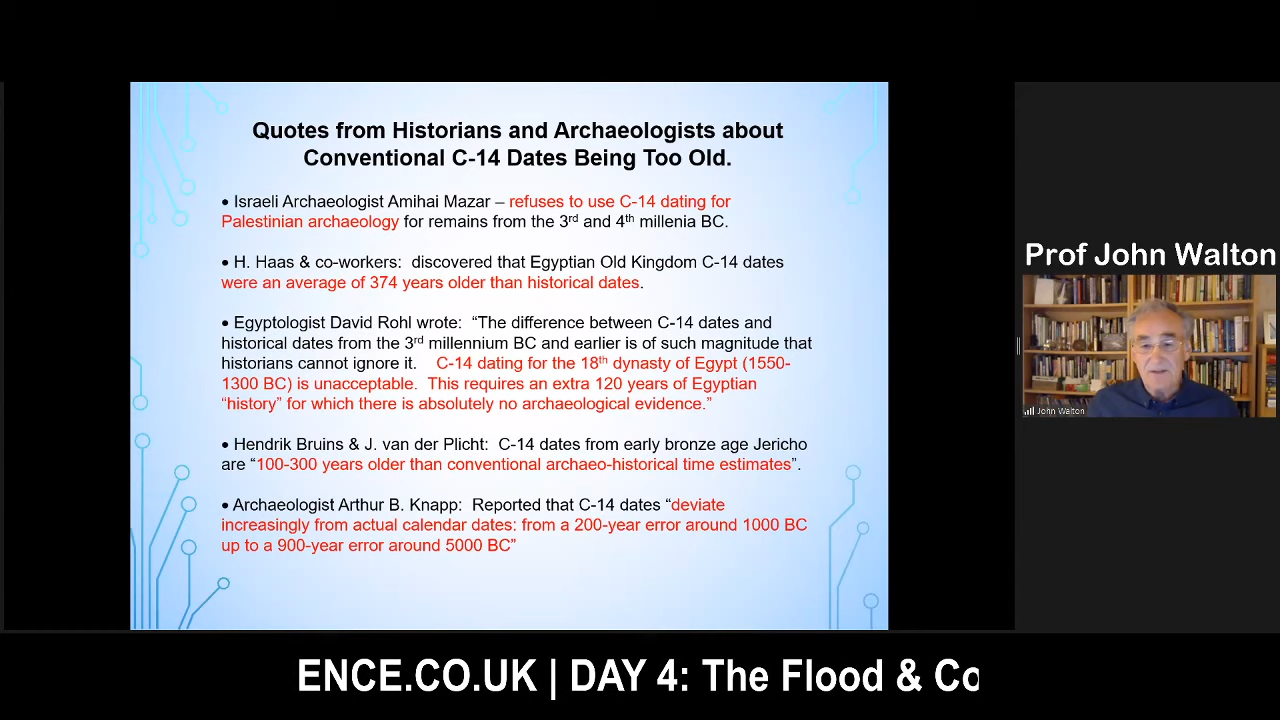 Quotes from Historians and Archaeologists about
Conventional C-14 Dates Being Too Old.
• Israeli Archaeologist Amihai Mazar – refuses to use C-14 dating for
Palestinian archaeology for remains from the 3rd and 4th millenia BC.
• H. Haas & co-workers: discovered that Egyptian Old Kingdom C-14 dates
were an average of 374 years older than historical dates.
• Egyptologist David Rohl wrote: “The difference between C-14 dates and
historical dates from the 3rd millennium BC and earlier is of such magnitude that
historians cannot ignore it. C-14 dating for the 18th dynasty of Egypt (1550-
1300 BC) is unacceptable. This requires an extra 120 years of Egyptian
“history” for which there is absolutely no archaeological evidence.”
• Hendrik Bruins & J. van der Plicht: C-14 dates from early bronze age Jericho
are “100-300 years older than conventional archaeo-historical time estimates”.
• Archaeologist Arthur B. Knapp: Reported that C-14 dates “deviate
increasingly from actual calendar dates: from a 200-year error around 1000 BC
up to a 900-year error around 5000 BC”
Prof John Walton
John Walton
ENCE.CO.UK | DAY 4: The Flood & Co